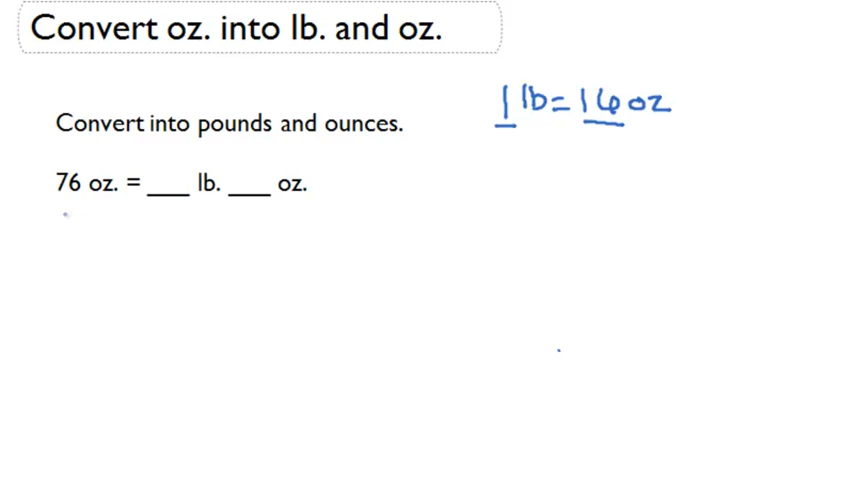 Convert oz. into lb. and oz.
1 lb = 16 oz
Convert into pounds and ounces.
76 oz. = ___ lb. ___ oz.